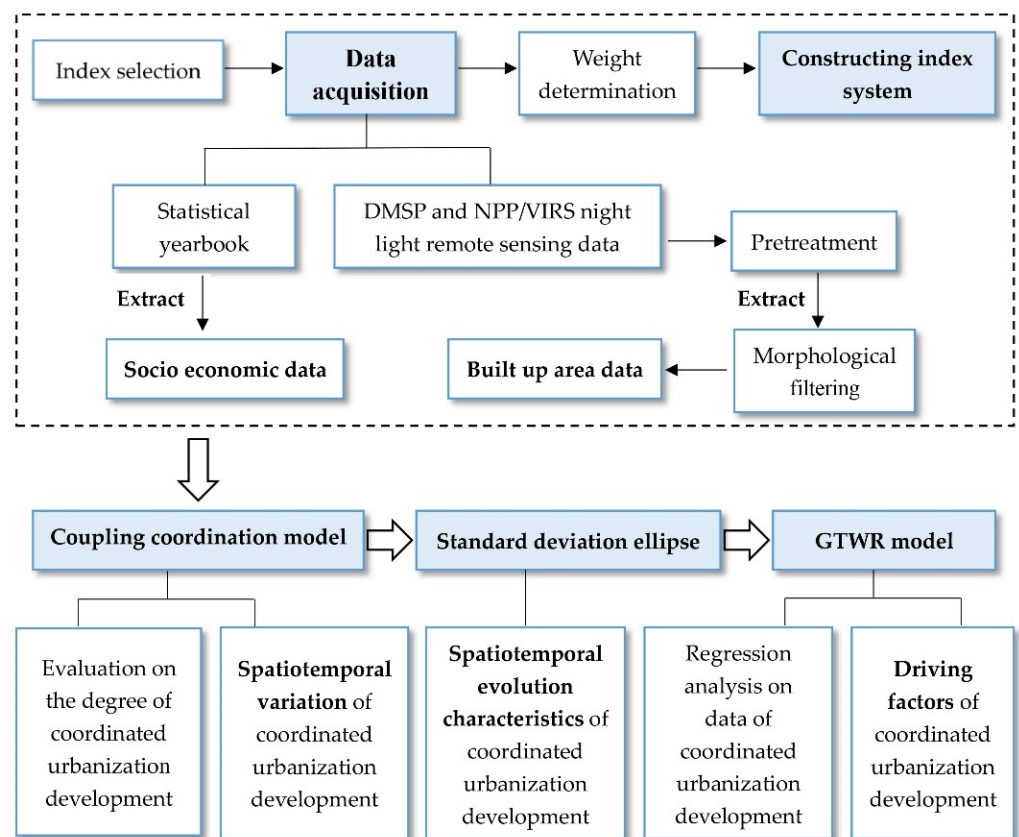 Index selection
Data
acquisition
Weight
determination
Constructing index
system
Statistical
yearbook
DMSP and NPP/VIRS night
light remote sensing data
Pretreatment
Extract
Extract
Socio economic data
Built up area data
Morphological
filtering
Coupling coordination model
Standard deviation ellipse
GTWR model
Evaluation on
the degree of
coordinated
urbanization
development
Spatiotemporal
variation of
coordinated
urbanization
development
Spatiotemporal
evolution
characteristics of
coordinated
urbanization
development
Regression
analysis on
data of
coordinated
urbanization
development
Driving
factors of
coordinated
urbanization
development